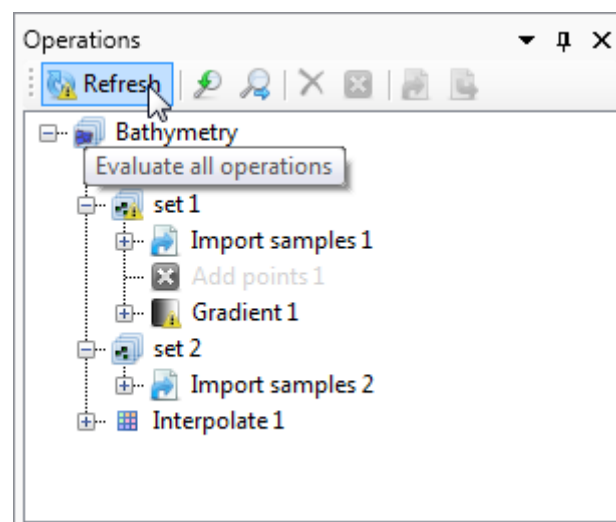 Operations
Refresh
Bathymetry
Evaluate all operations
set 1
Import samples 1
Add points 1
Gradient 1
set 2
Import samples 2
Interpolate 1